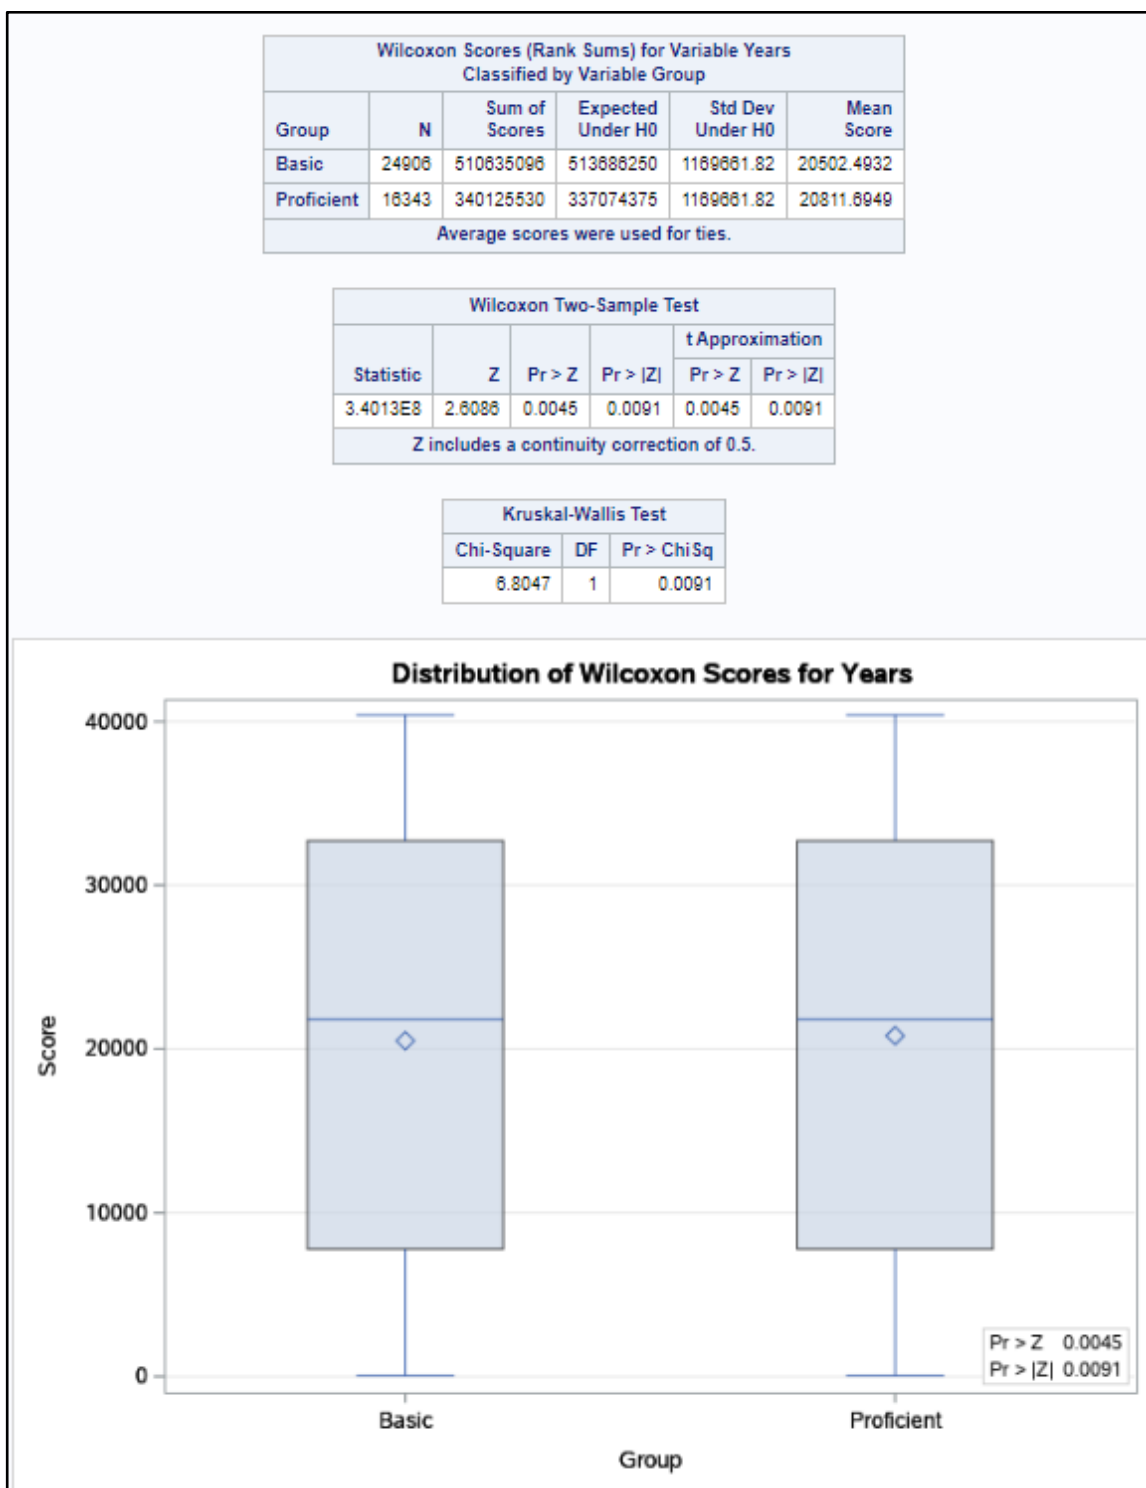 Wilcoxon Scores (Rank Sums) for Variable Years
Classified by Variable Group
Group N Sum of Scores Expected Under H0 Std Dev Under H0 Mean Score
Basic 24906 510635096 513686250 1169661.82 20502.4932
Proficient 16343 340125530 337074375 1169661.82 20811.6949
Average scores were used for ties.
Wilcoxon Two-Sample Test
t Approximation
Statistic Z Pr > Z Pr > |Z| Pr > Z Pr > |Z|
3.4013E8 2.6086 0.0045 0.0091 0.0045 0.0091
Z includes a continuity correction of 0.5.
Kruskal-Wallis Test
Chi-Square DF Pr > ChiSq
6.8047 1 0.0091
Distribution of Wilcoxon Scores for Years
40000
30000
20000
10000
0
Score
Pr > Z 0.0045
Pr > |Z| 0.0091
Basic Proficient
Group